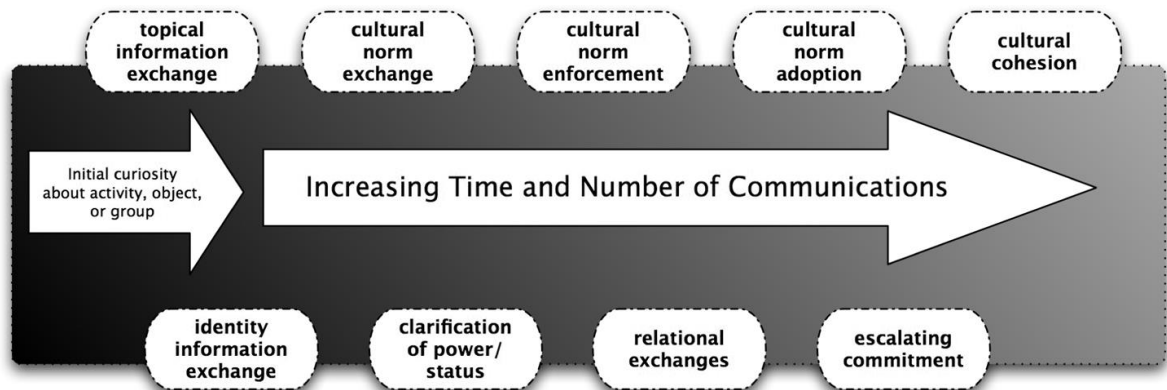 topical
information
exchange
cultural
norm
exchange
cultural
norm
enforcement
cultural
norm
adoption
cultural
cohesion
Initial curiosity
about activity, object,
or group
Increasing Time and Number of Communications
identity
information
exchange
clarification
of power/
status
relational
exchanges
escalating
commitment